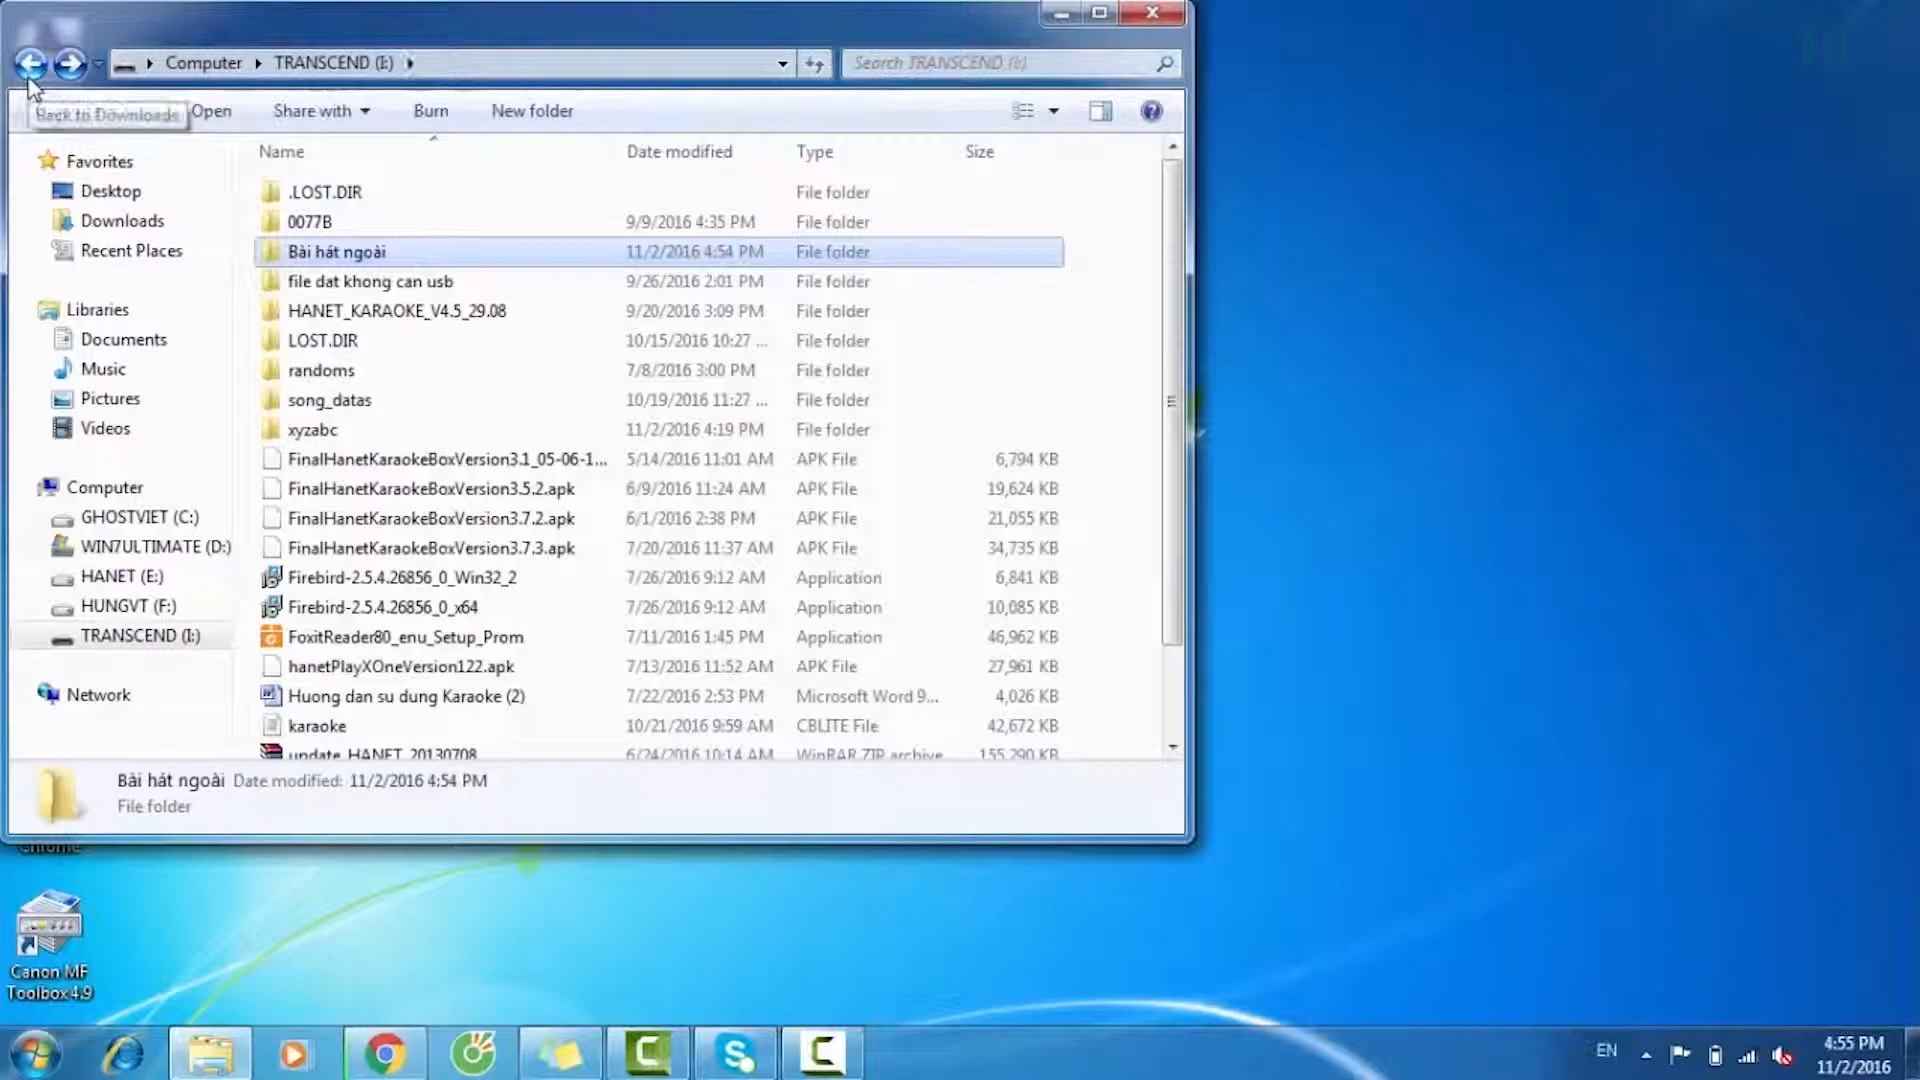 Computer
TRANSCEND (I:)
Search TRANSCEND (I:)
Back to Downloads
Open
Share with
Burn
New folder
Name
Date modified
Type
Size
Favorites
Desktop
Downloads
Recent Places
Libraries
Documents
Music
Pictures
Videos
Computer
GHOSTVIET (C:)
WIN7ULTIMATE (D:)
HANET (E:)
HUNGVT (F:)
TRANSCEND (I:)
Network
.LOST.DIR File folder
0077B 9/9/2016 4:35 PM File folder
Bài hát ngoài 11/2/2016 4:54 PM File folder
file dat khong can usb 9/26/2016 2:01 PM File folder
HANET_KARAOKE_V4.5_29.08 9/20/2016 3:09 PM File folder
LOST.DIR 10/15/2016 10:27 ... File folder
randoms 7/8/2016 3:00 PM File folder
song_datas 10/19/2016 11:27 ... File folder
xyzabc 11/2/2016 4:19 PM File folder
FinalHanetKaraokeBoxVersion3.1_05-06-1... 5/14/2016 11:01 AM APK File 6,794 KB
FinalHanetKaraokeBoxVersion3.5.2.apk 6/9/2016 11:24 AM APK File 19,624 KB
FinalHanetKaraokeBoxVersion3.7.2.apk 6/1/2016 2:38 PM APK File 21,055 KB
FinalHanetKaraokeBoxVersion3.7.3.apk 7/20/2016 11:37 AM APK File 34,735 KB
Firebird-2.5.4.26856_0_Win32_2 7/26/2016 9:12 AM Application 6,841 KB
Firebird-2.5.4.26856_0_x64 7/26/2016 9:12 AM Application 10,085 KB
FoxitReader80_enu_Setup_Prom 7/11/2016 1:45 PM Application 46,962 KB
hanetPlayXOneVersion122.apk 7/13/2016 11:52 AM APK File 27,961 KB
Huong dan su dung Karaoke (2) 7/22/2016 2:53 PM Microsoft Word 9... 4,026 KB
karaoke 10/21/2016 9:59 AM CBLITE File 42,672 KB
update_HANET_20130708 6/24/2016 10:14 AM WinRAR ZIP archive 155,290 KB
Bài hát ngoài Date modified: 11/2/2016 4:54 PM
File folder
Chrome
Canon MF
Toolbox 4.9
EN
4:55 PM
11/2/2016